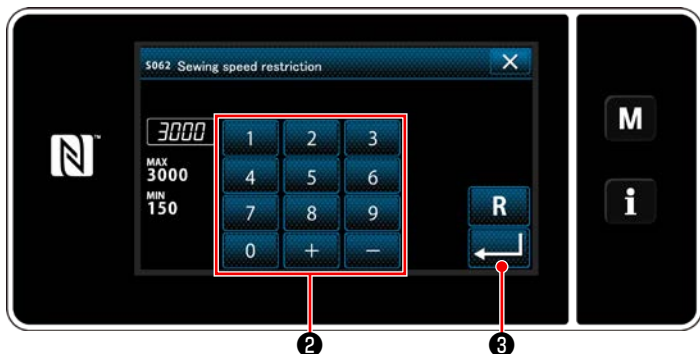 S062 Sewing speed restriction
3000
1 2 3
MAX
3000
4 5 6
MIN
150
7 8 9
R
0 + −
M
i
N
❷
❸